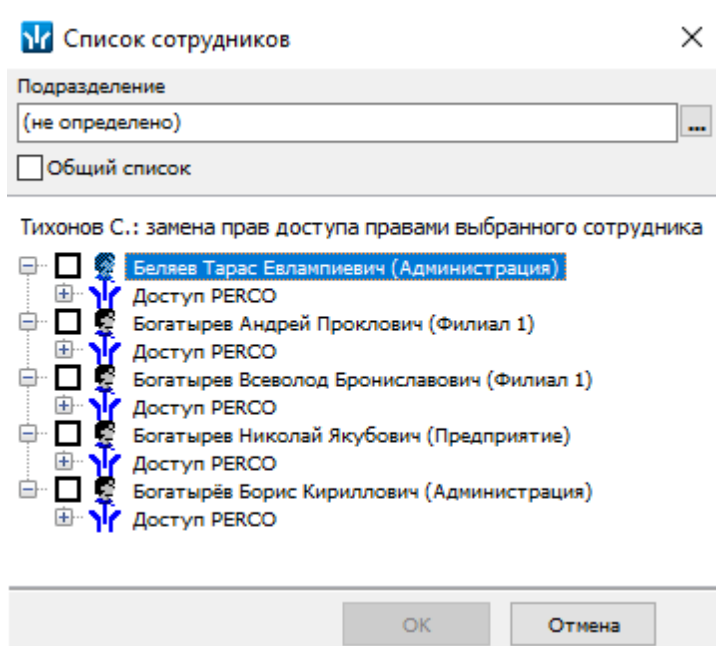 Список сотрудников
Подразделение
(не определено)
...
Общий список
Тихонов С.: замена прав доступа правами выбранного сотрудника
Беляев Тарас Евлампиевич (Администрация)
Доступ PERCO
Богатырев Андрей Проклович (Филиал 1)
Доступ PERCO
Богатырев Всеволод Брониславович (Филиал 1)
Доступ PERCO
Богатырев Николай Якубович (Предприятие)
Доступ PERCO
Богатырёв Борис Кириллович (Администрация)
Доступ PERCO
ОК Отмена